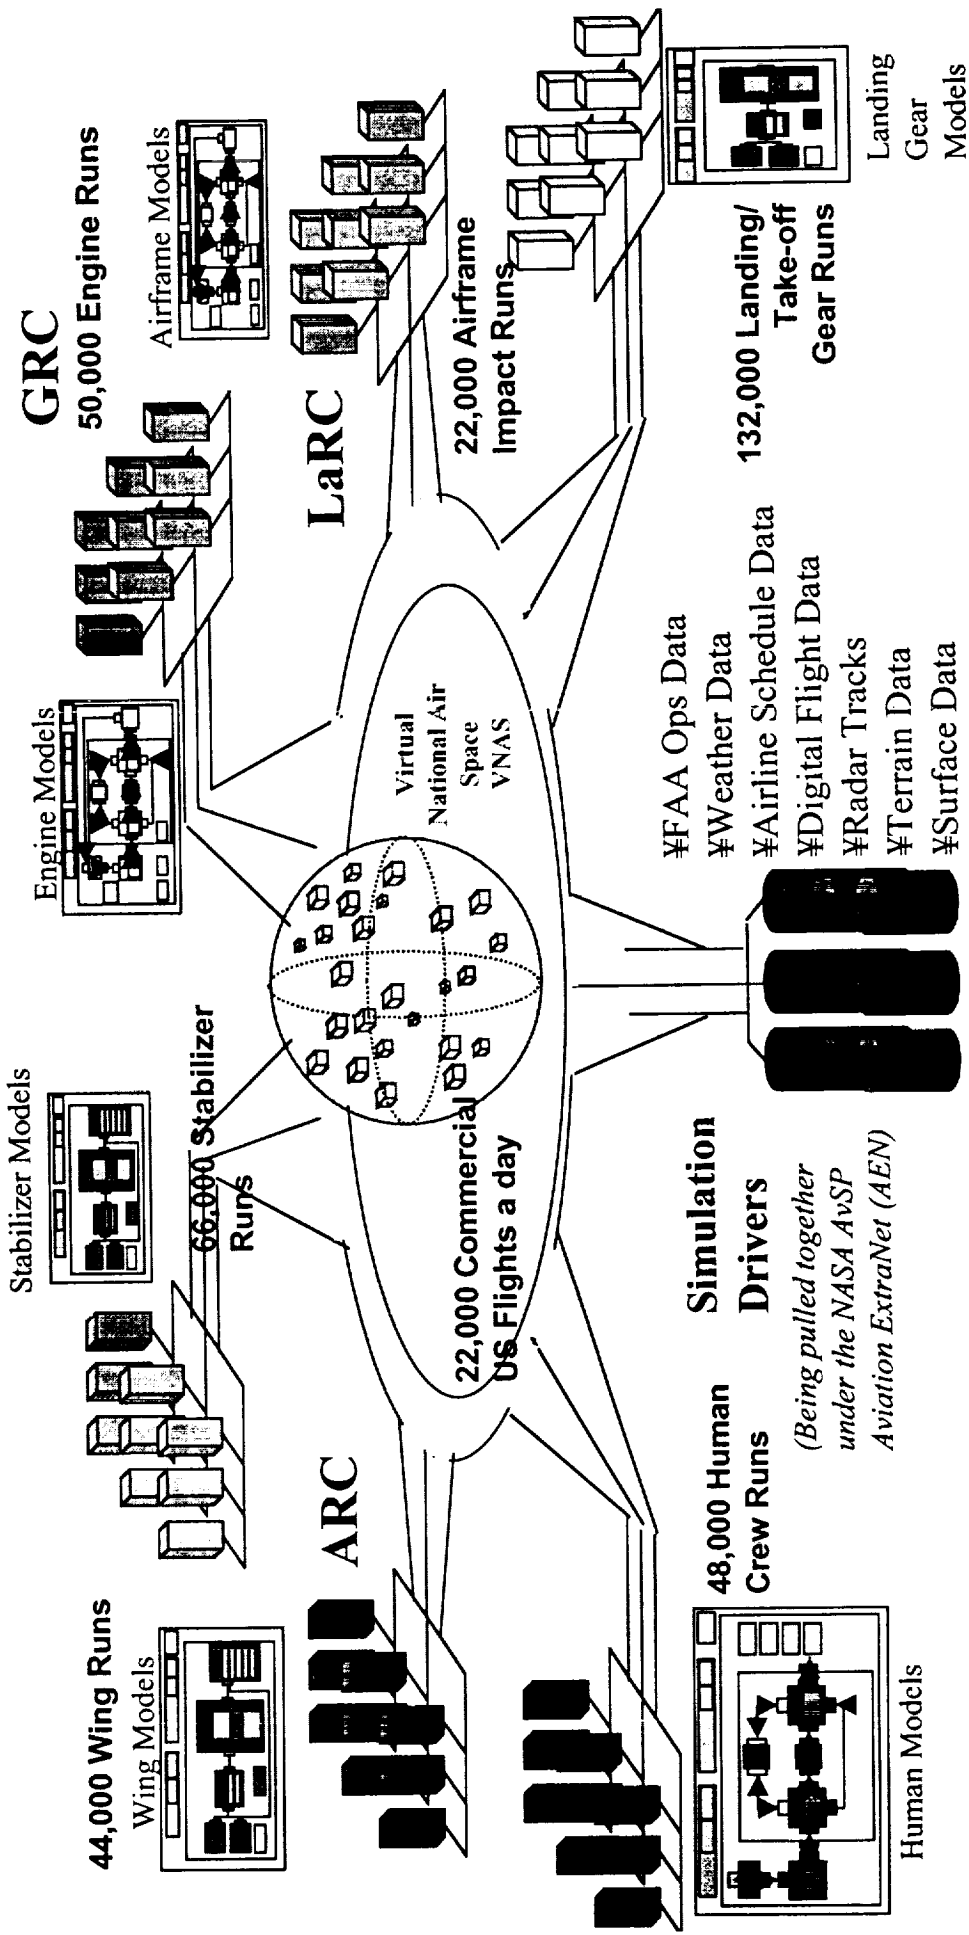 GRC
50,000 Engine Runs
Engine Models
Airframe Models
Stabilizer Models
66,000 Stabilizer
Runs
44,000 Wing Runs
Wing Models
ARC
LaRC
22,000 Airframe
Impact Runs
Virtual
National Air
Space
VNAS
22,000 Commercial
US Flights a day
132,000 Landing/
Take-off
Gear Runs
Landing
Gear
Models
48,000 Human
Crew Runs
Human Models
Simulation
Drivers
(Being pulled together
under the NASA AvSP
Aviation ExtraNet (AEN)
¥FAA Ops Data
¥Weather Data
¥Airline Schedule Data
¥Digital Flight Data
¥Radar Tracks
¥Terrain Data
¥Surface Data